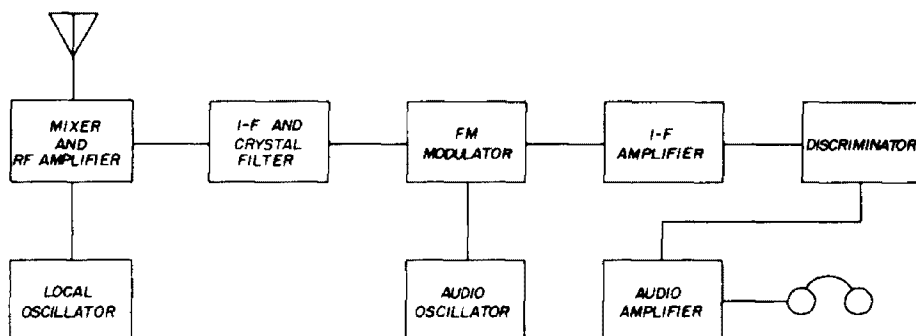 MIXER
AND
RF AMPLIFIER
I-F AND
CRYSTAL
FILTER
FM
MODULATOR
I-F
AMPLIFIER
DISCRIMINATOR
LOCAL
OSCILLATOR
AUDIO
OSCILLATOR
AUDIO
AMPLIFIER